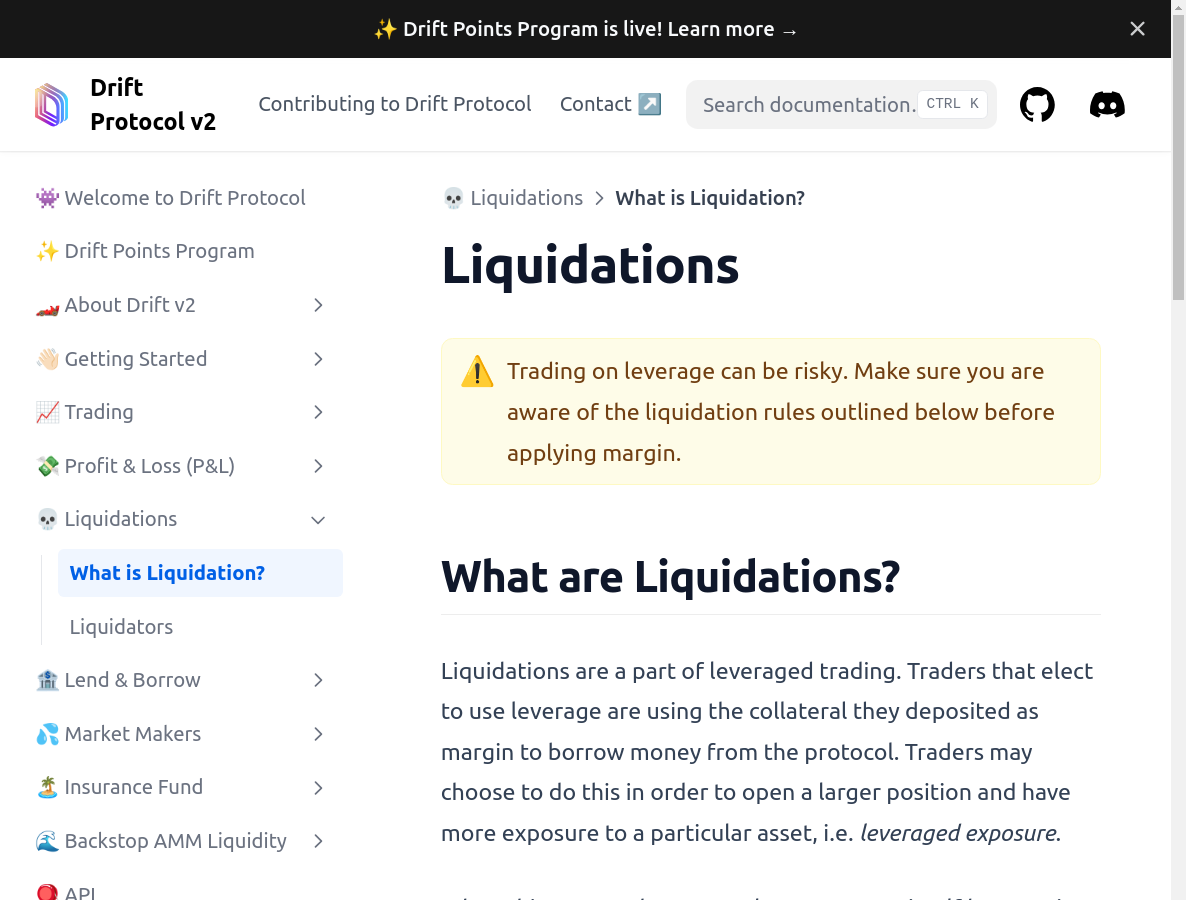 ✨ Drift Points Program is live! Learn more →
Drift
Protocol v2
Contributing to Drift Protocol
Contact ↗️
Search documentation.
CTRL K
👾 Welcome to Drift Protocol
✨ Drift Points Program
🏎️ About Drift v2
👋🏻 Getting Started
📈 Trading
💸 Profit & Loss (P&L)
💀 Liquidations
What is Liquidation?
Liquidators
🏦 Lend & Borrow
💦 Market Makers
🏝️ Insurance Fund
🌊 Backstop AMM Liquidity
API
💀 Liquidations > What is Liquidation?
Liquidations
⚠️ Trading on leverage can be risky. Make sure you are
aware of the liquidation rules outlined below before
applying margin.
What are Liquidations?
Liquidations are a part of leveraged trading. Traders that elect
to use leverage are using the collateral they deposited as
margin to borrow money from the protocol. Traders may
choose to do this in order to open a larger position and have
more exposure to a particular asset, i.e. leveraged exposure.